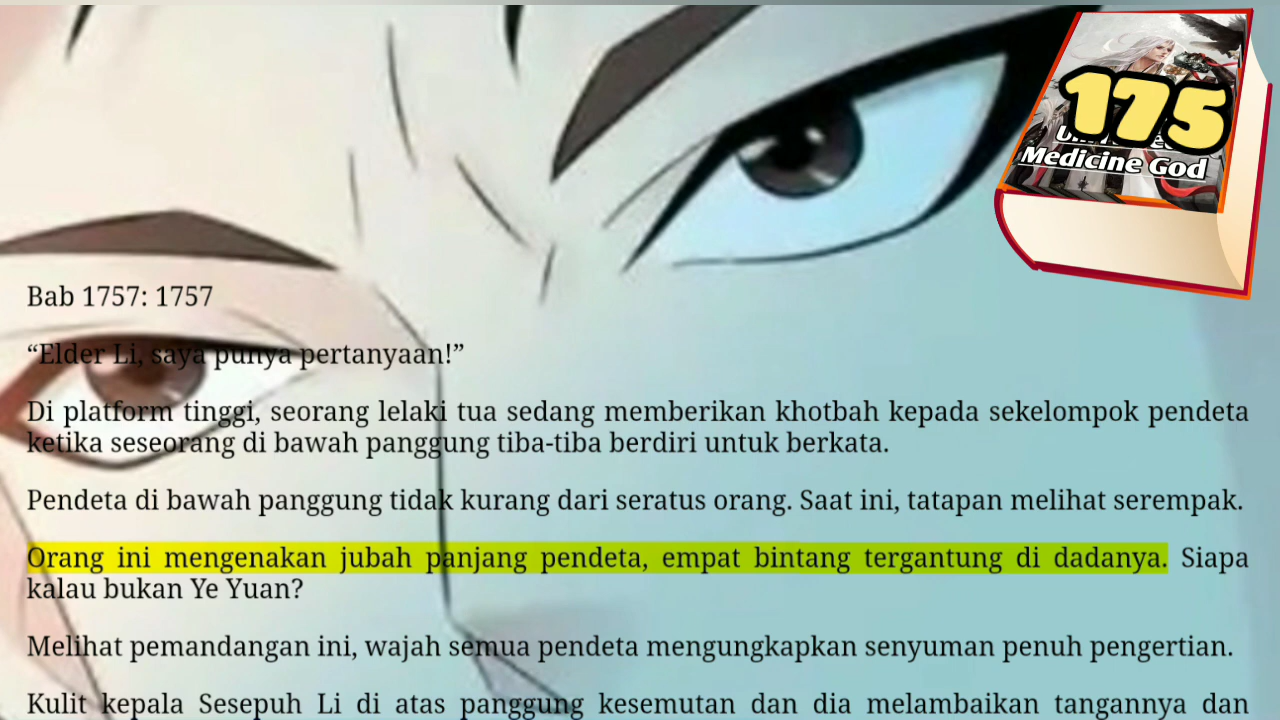 175
Medicine God
Bab 1757: 1757
“Elder Li, saya punya pertanyaan!”
Di platform tinggi, seorang lelaki tua sedang memberikan khotbah kepada sekelompok pendeta
ketika seseorang di bawah panggung tiba-tiba berdiri untuk berkata.
Pendeta di bawah panggung tidak kurang dari seratus orang. Saat ini, tatapan melihat serempak.
Orang ini mengenakan jubah panjang pendeta, empat bintang tergantung di dadanya. Siapa
kalau bukan Ye Yuan?
Melihat pemandangan ini, wajah semua pendeta mengungkapkan senyuman penuh pengertian.
Kulit kepala Sesepuh Li di atas panggung kesemutan dan dia melambaikan tangannya dan